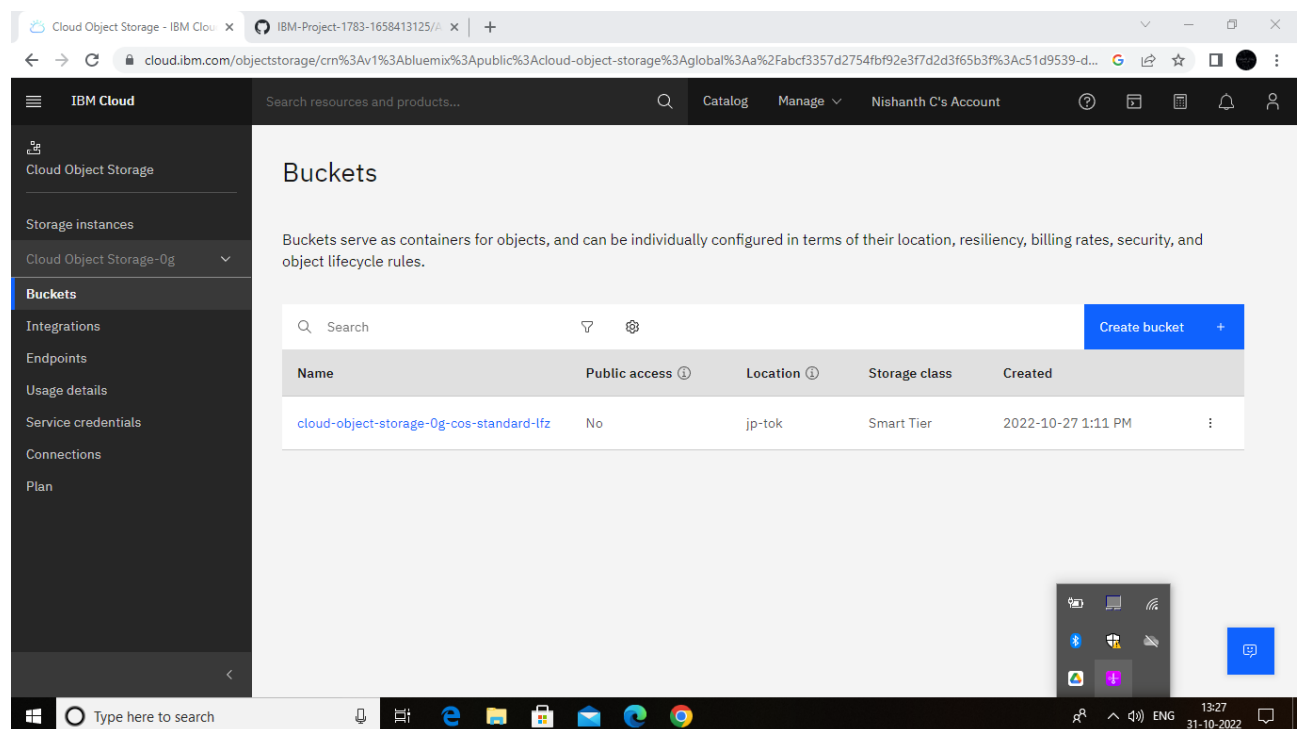 Cloud Object Storage - IBM Clou
IBM-Project-1783-1658413125/A
cloud.ibm.com/objectstorage/crn%3Av1%3Abluemix%3Apublic%3Acloud-object-storage%3Aglobal%3Aa%2Fabcf3357d2754fbf92e3f7d2d3f65b3f%3Ac51d9539-d...
IBM Cloud
Search resources and products...
Catalog
Manage
Nishanth C's Account
Cloud Object Storage
Storage instances
Cloud Object Storage-0g
Buckets
Integrations
Endpoints
Usage details
Service credentials
Connections
Plan
Buckets
Buckets serve as containers for objects, and can be individually configured in terms of their location, resiliency, billing rates, security, and
object lifecycle rules.
Search
Create bucket +
Name Public access Location Storage class Created
cloud-object-storage-0g-cos-standard-lfz No jp-tok Smart Tier 2022-10-27 1:11 PM
Type here to search
ENG
13:27
31-10-2022